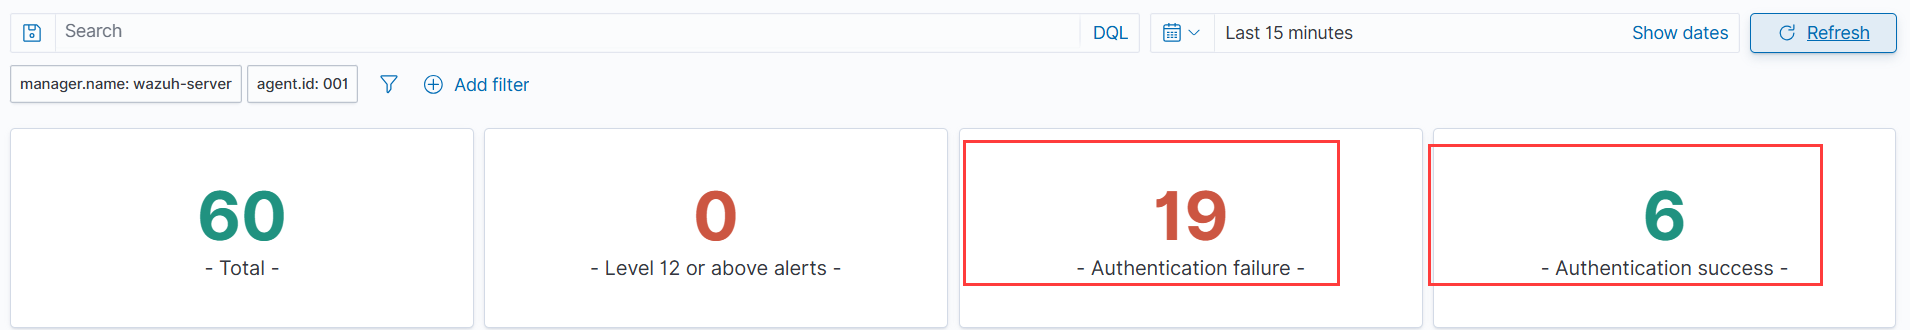 Search
DQL
Last 15 minutes
Show dates
Refresh
manager.name: wazuh-server
agent.id: 001
Add filter
60
- Total -
0
- Level 12 or above alerts -
19
- Authentication failure -
6
- Authentication success -